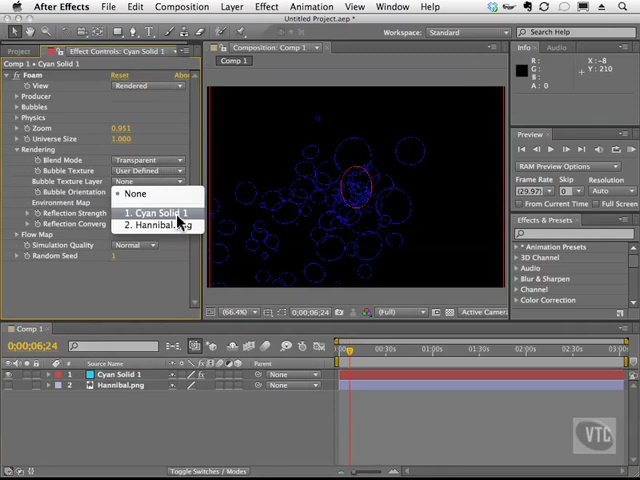 After Effects File Edit Composition Layer Effect Animation View Window Help
Untitled Project.aep *
Workspace: Standard
Project Effect Controls: Cyan Solid 1
Comp 1 • Cyan Solid 1
Foam Reset Abou
View Rendered
Producer
Bubbles
Physics
Zoom 0.951
Universe Size 1.000
Rendering
Blend Mode Transparent
Bubble Texture User Defined
Bubble Texture Layer None
Bubble Orientation
Environment Map
Reflection Strength
Reflection Converg
Flow Map
Simulation Quality Normal
Random Seed 1
None
1. Cyan Solid 1
2. Hannibal.png
Composition: Comp 1
Comp 1
(66.4%) 0;00;06;24 (Full) Active Camera
Info Audio
R:
G:
B:
A: 0
X: -8
Y: 210
Preview
RAM Preview Options
Frame Rate Skip Resolution
(29.97) 0 Auto
From Current Time Full Screen
Effects & Presets
* Animation Presets
3D Channel
Audio
Blur & Sharpen
Channel
Color Correction
Comp 1
0;00;06;24
# Source Name Parent
1 Cyan Solid 1 None
2 Hannibal.png None
:00s 00:30s 01:00s 01:30s 02:00s 02:30s 03:00s
Toggle Switches / Modes
VTC